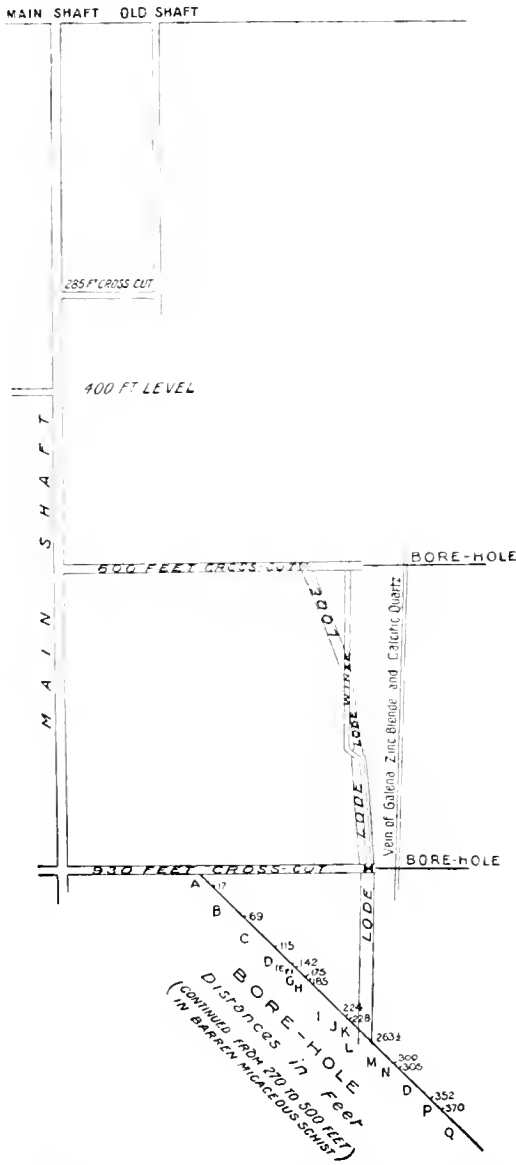 MAIN SHAFT OLD SHAFT
285 FT CROSS CUT
400 FT LEVEL
MAIN SHAFT
600 FEET CROSS-CUT
BORE-HOLE
LODE
LODE WINZE
LODE
Vein of Galena Zinc Blende and Calcific Quartz
930 FEET CROSS-CUT
BORE-HOLE
LODE
A
17
B
69
C
115
D
142
175
G
H
185
I
224
J
K
228
L
263½
M
N
300
305
D
352
P
370
Q
BORE-HOLE
Distances in Feet
(CONTINUED FROM 270 TO 500 FEET
IN BARREN MICACEOUS SCHIST)